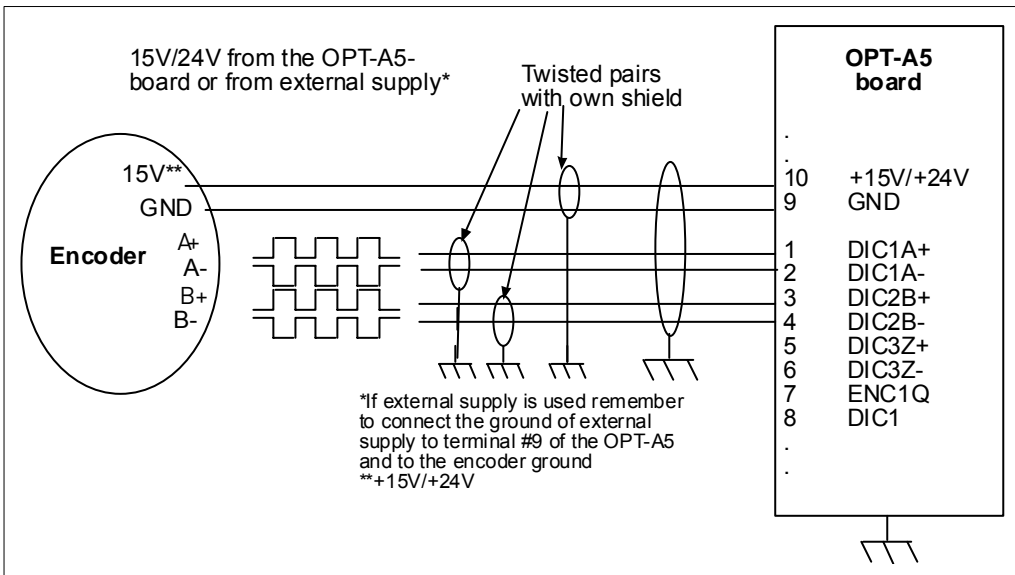 15V/24V from the OPT-A5-
board or from external supply*
Twisted pairs
with own shield
OPT-A5
board
.
.
Encoder
15V**
GND
A+
A-
B+
B-
10 +15V/+24V
9 GND
1 DIC1A+
2 DIC1A-
3 DIC2B+
4 DIC2B-
5 DIC3Z+
6 DIC3Z-
7 ENC1Q
8 DIC1
.
.
*If external supply is used remember
to connect the ground of external
supply to terminal #9 of the OPT-A5
and to the encoder ground
**+15V/+24V